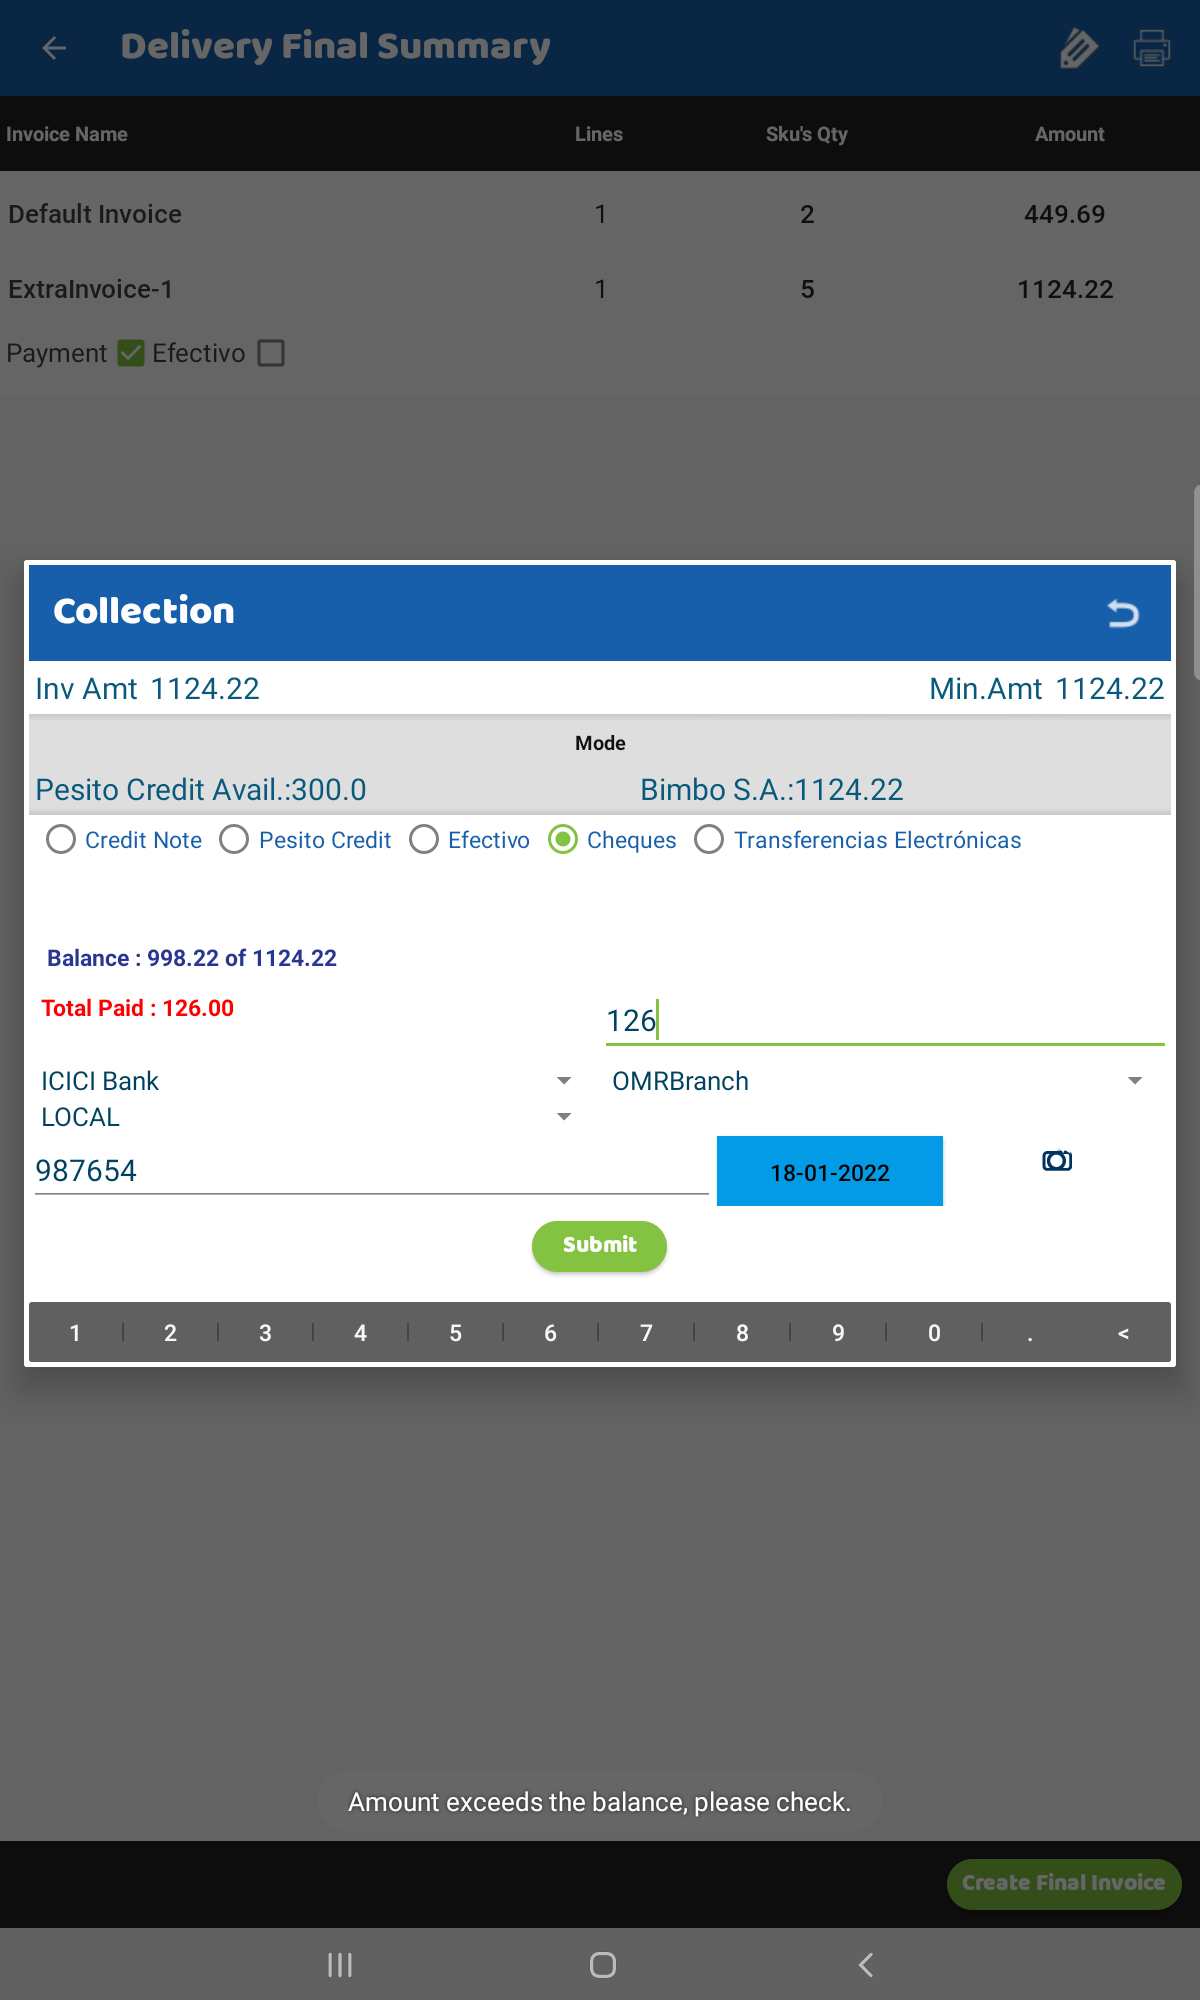 Delivery Final Summary
Invoice Name Lines Sku's Qty Amount
Default Invoice 1 2 449.69
ExtraInvoice-1 1 5 1124.22
Payment Efectivo
Collection
Inv Amt 1124.22 Min.Amt 1124.22
Mode
Pesito Credit Avail.:300.0 Bimbo S.A.:1124.22
Credit Note Pesito Credit Efectivo Cheques Transferencias Electrónicas
Balance : 998.22 of 1124.22
Total Paid : 126.00
126
ICICI Bank OMRBranch
LOCAL
987654 18-01-2022
Submit
1 2 3 4 5 6 7 8 9 0 . <
Amount exceeds the balance, please check.
Create Final Invoice